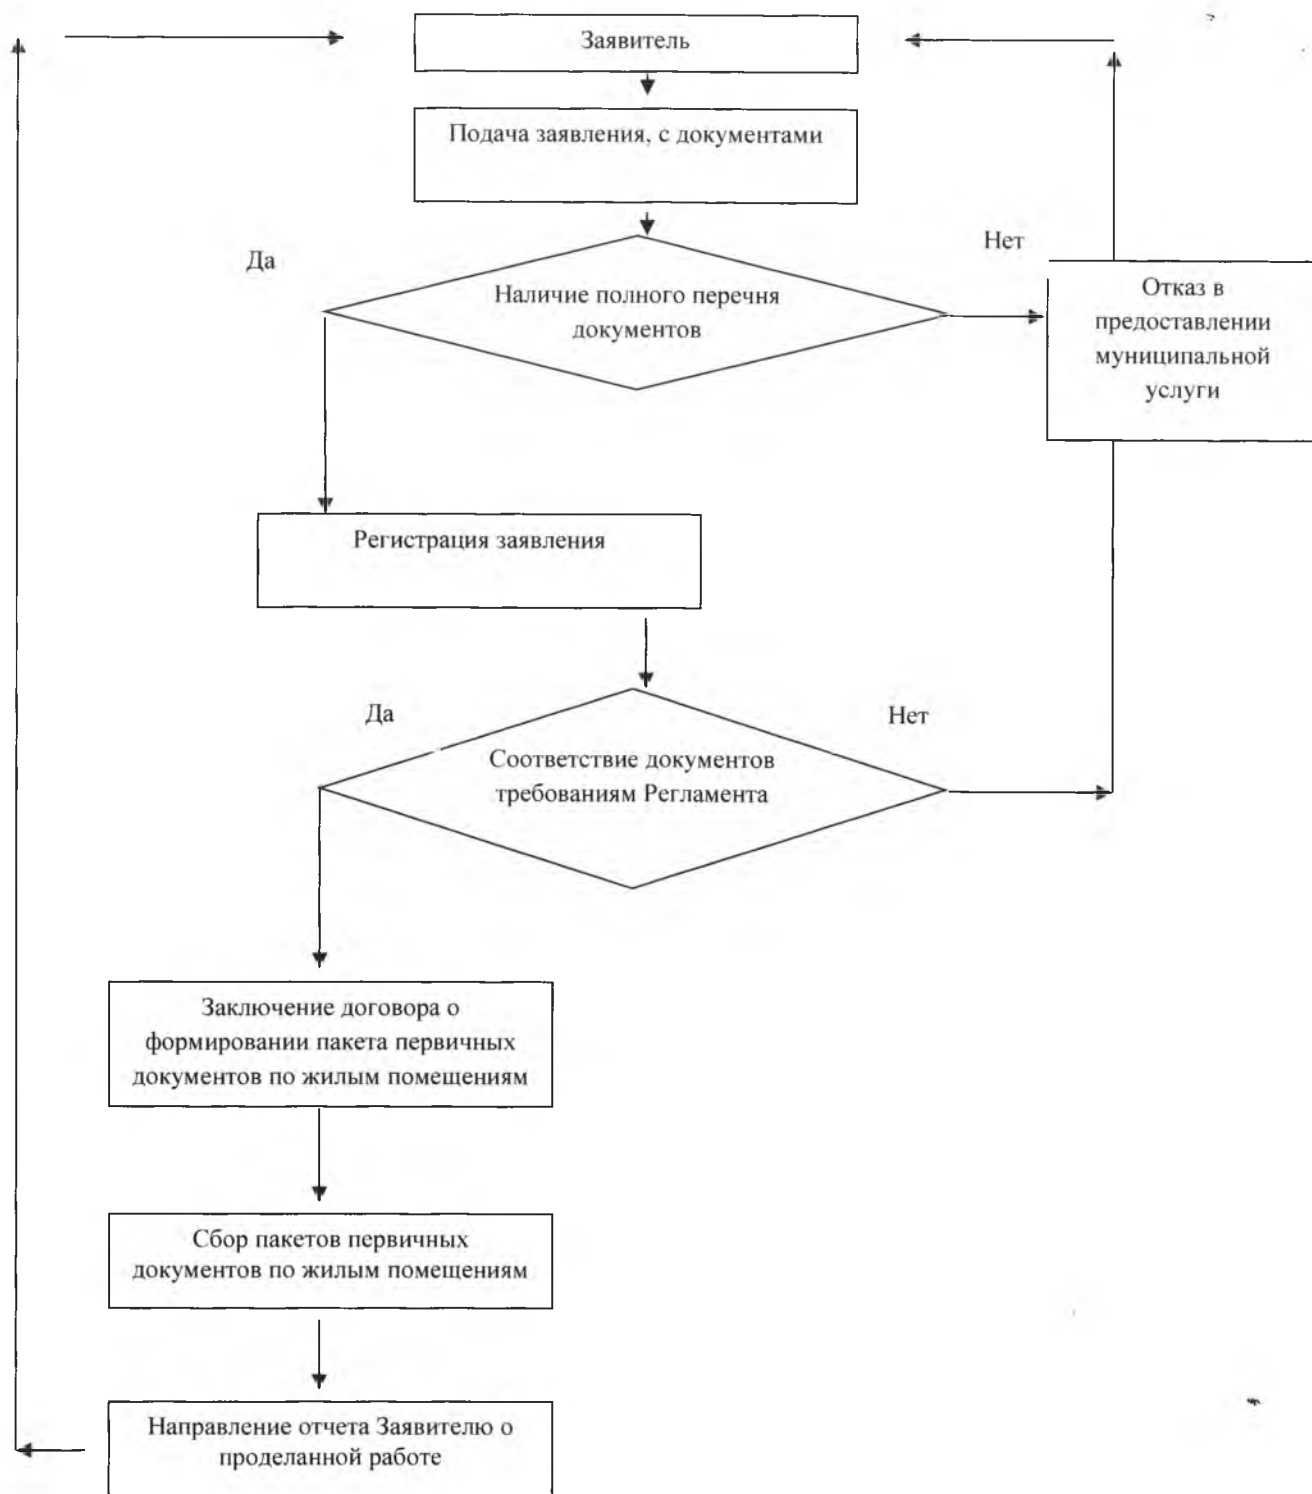 Заявитель
Подача заявления, с документами
Да
Нет
Наличие полного перечня
документов
Отказ в
предоставлении
муниципальной
услуги
Регистрация заявления
Да
Нет
Соответствие документов
требованиям Регламента
Заключение договора о
формировании пакета первичных
документов по жилым помещениям
Сбор пакетов первичных
документов по жилым помещениям
Направление отчета Заявителю о
проделанной работе